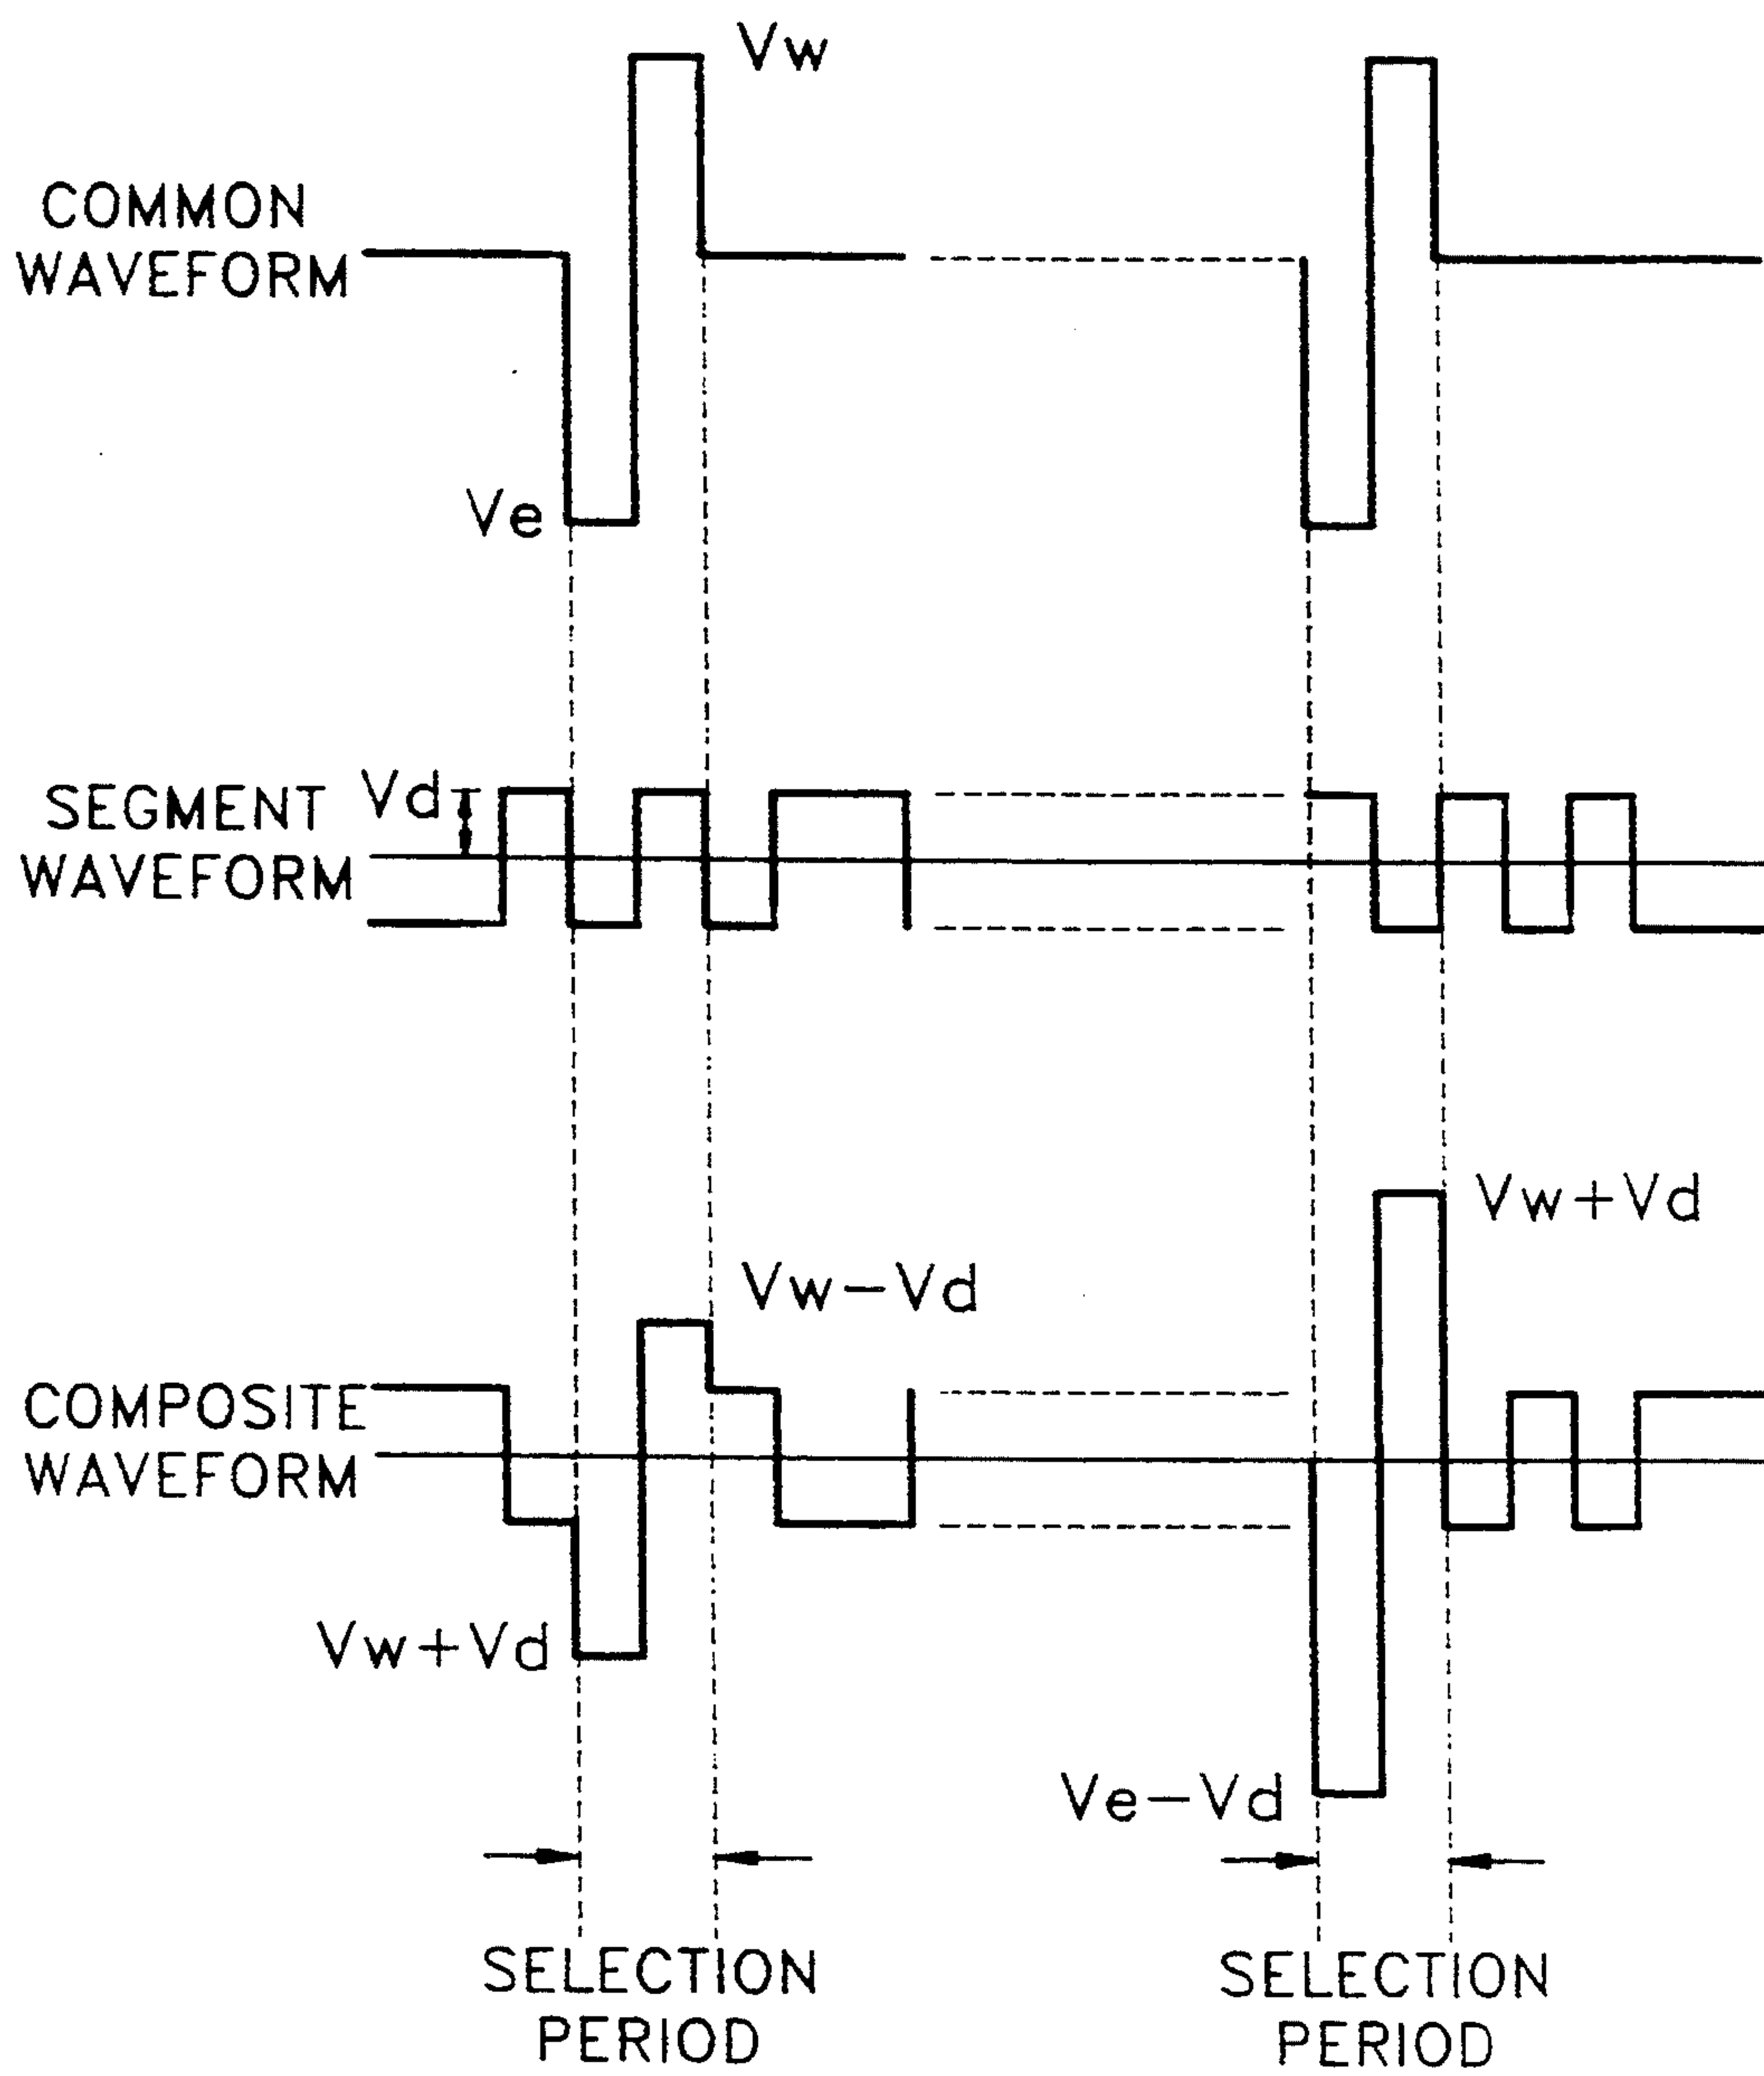 Vw
COMMON
WAVEFORM
Ve
Vd
SEGMENT
WAVEFORM
Vw+Vd
Vw−Vd
COMPOSITE
WAVEFORM
Vw+Vd
Ve−Vd
SELECTION
PERIOD
SELECTION
PERIOD